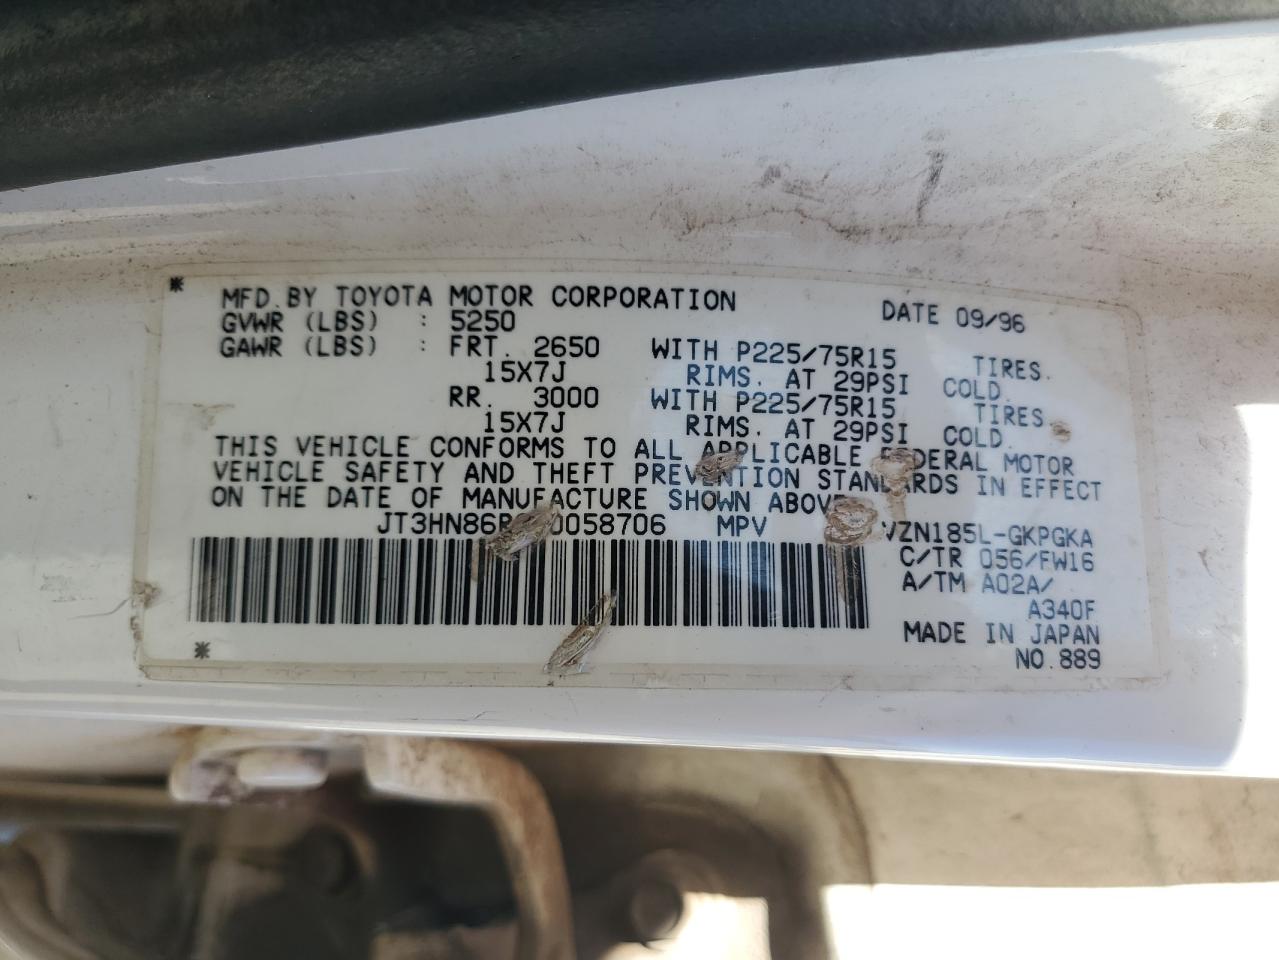 * MFD. BY TOYOTA MOTOR CORPORATION DATE 09/96
GVWR (LBS) : 5250
GAWR (LBS) : FRT. 2650 WITH P225/75R15 TIRES.
15X7J RIMS. AT 29PSI COLD.
RR. 3000 WITH P225/75R15 TIRES.
15X7J RIMS. AT 29PSI COLD.
THIS VEHICLE CONFORMS TO ALL APPLICABLE FEDERAL MOTOR
VEHICLE SAFETY AND THEFT PREVENTION STANDARDS IN EFFECT
ON THE DATE OF MANUFACTURE SHOWN ABOVE
MPV VZN185L-GKPGKA
C/TR 056/FW16
A/TM A02A/
A340F
MADE IN JAPAN
* NO. 889